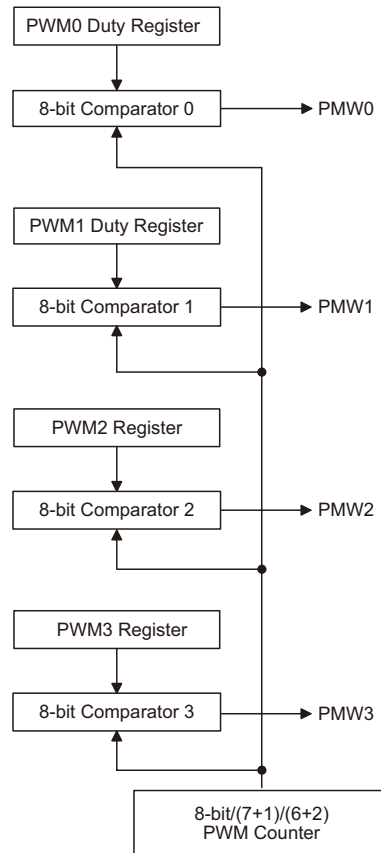 PWM0 Duty Register
8-bit Comparator 0
PMW0
PWM1 Duty Register
8-bit Comparator 1
PMW1
PWM2 Register
8-bit Comparator 2
PMW2
PWM3 Register
8-bit Comparator 3
PMW3
8-bit/(7+1)/(6+2)
PWM Counter